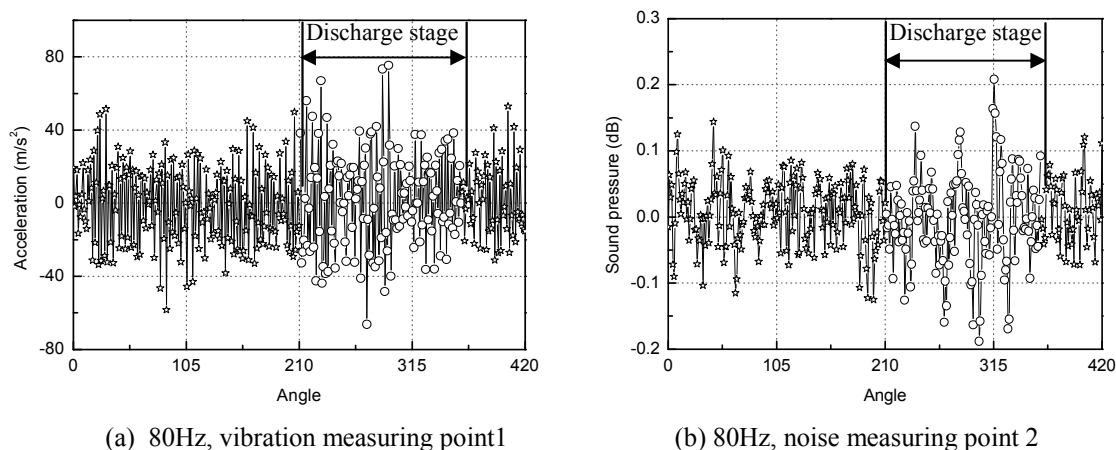 Discharge stage
80
40
0
-40
-80
Acceleration (m/s²)
0
105
210
315
420
Angle
(a) 80Hz, vibration measuring point1
Discharge stage
0.3
0.2
0.1
0.0
-0.1
-0.2
Sound pressure (dB)
0
105
210
315
420
Angle
(b) 80Hz, noise measuring point 2